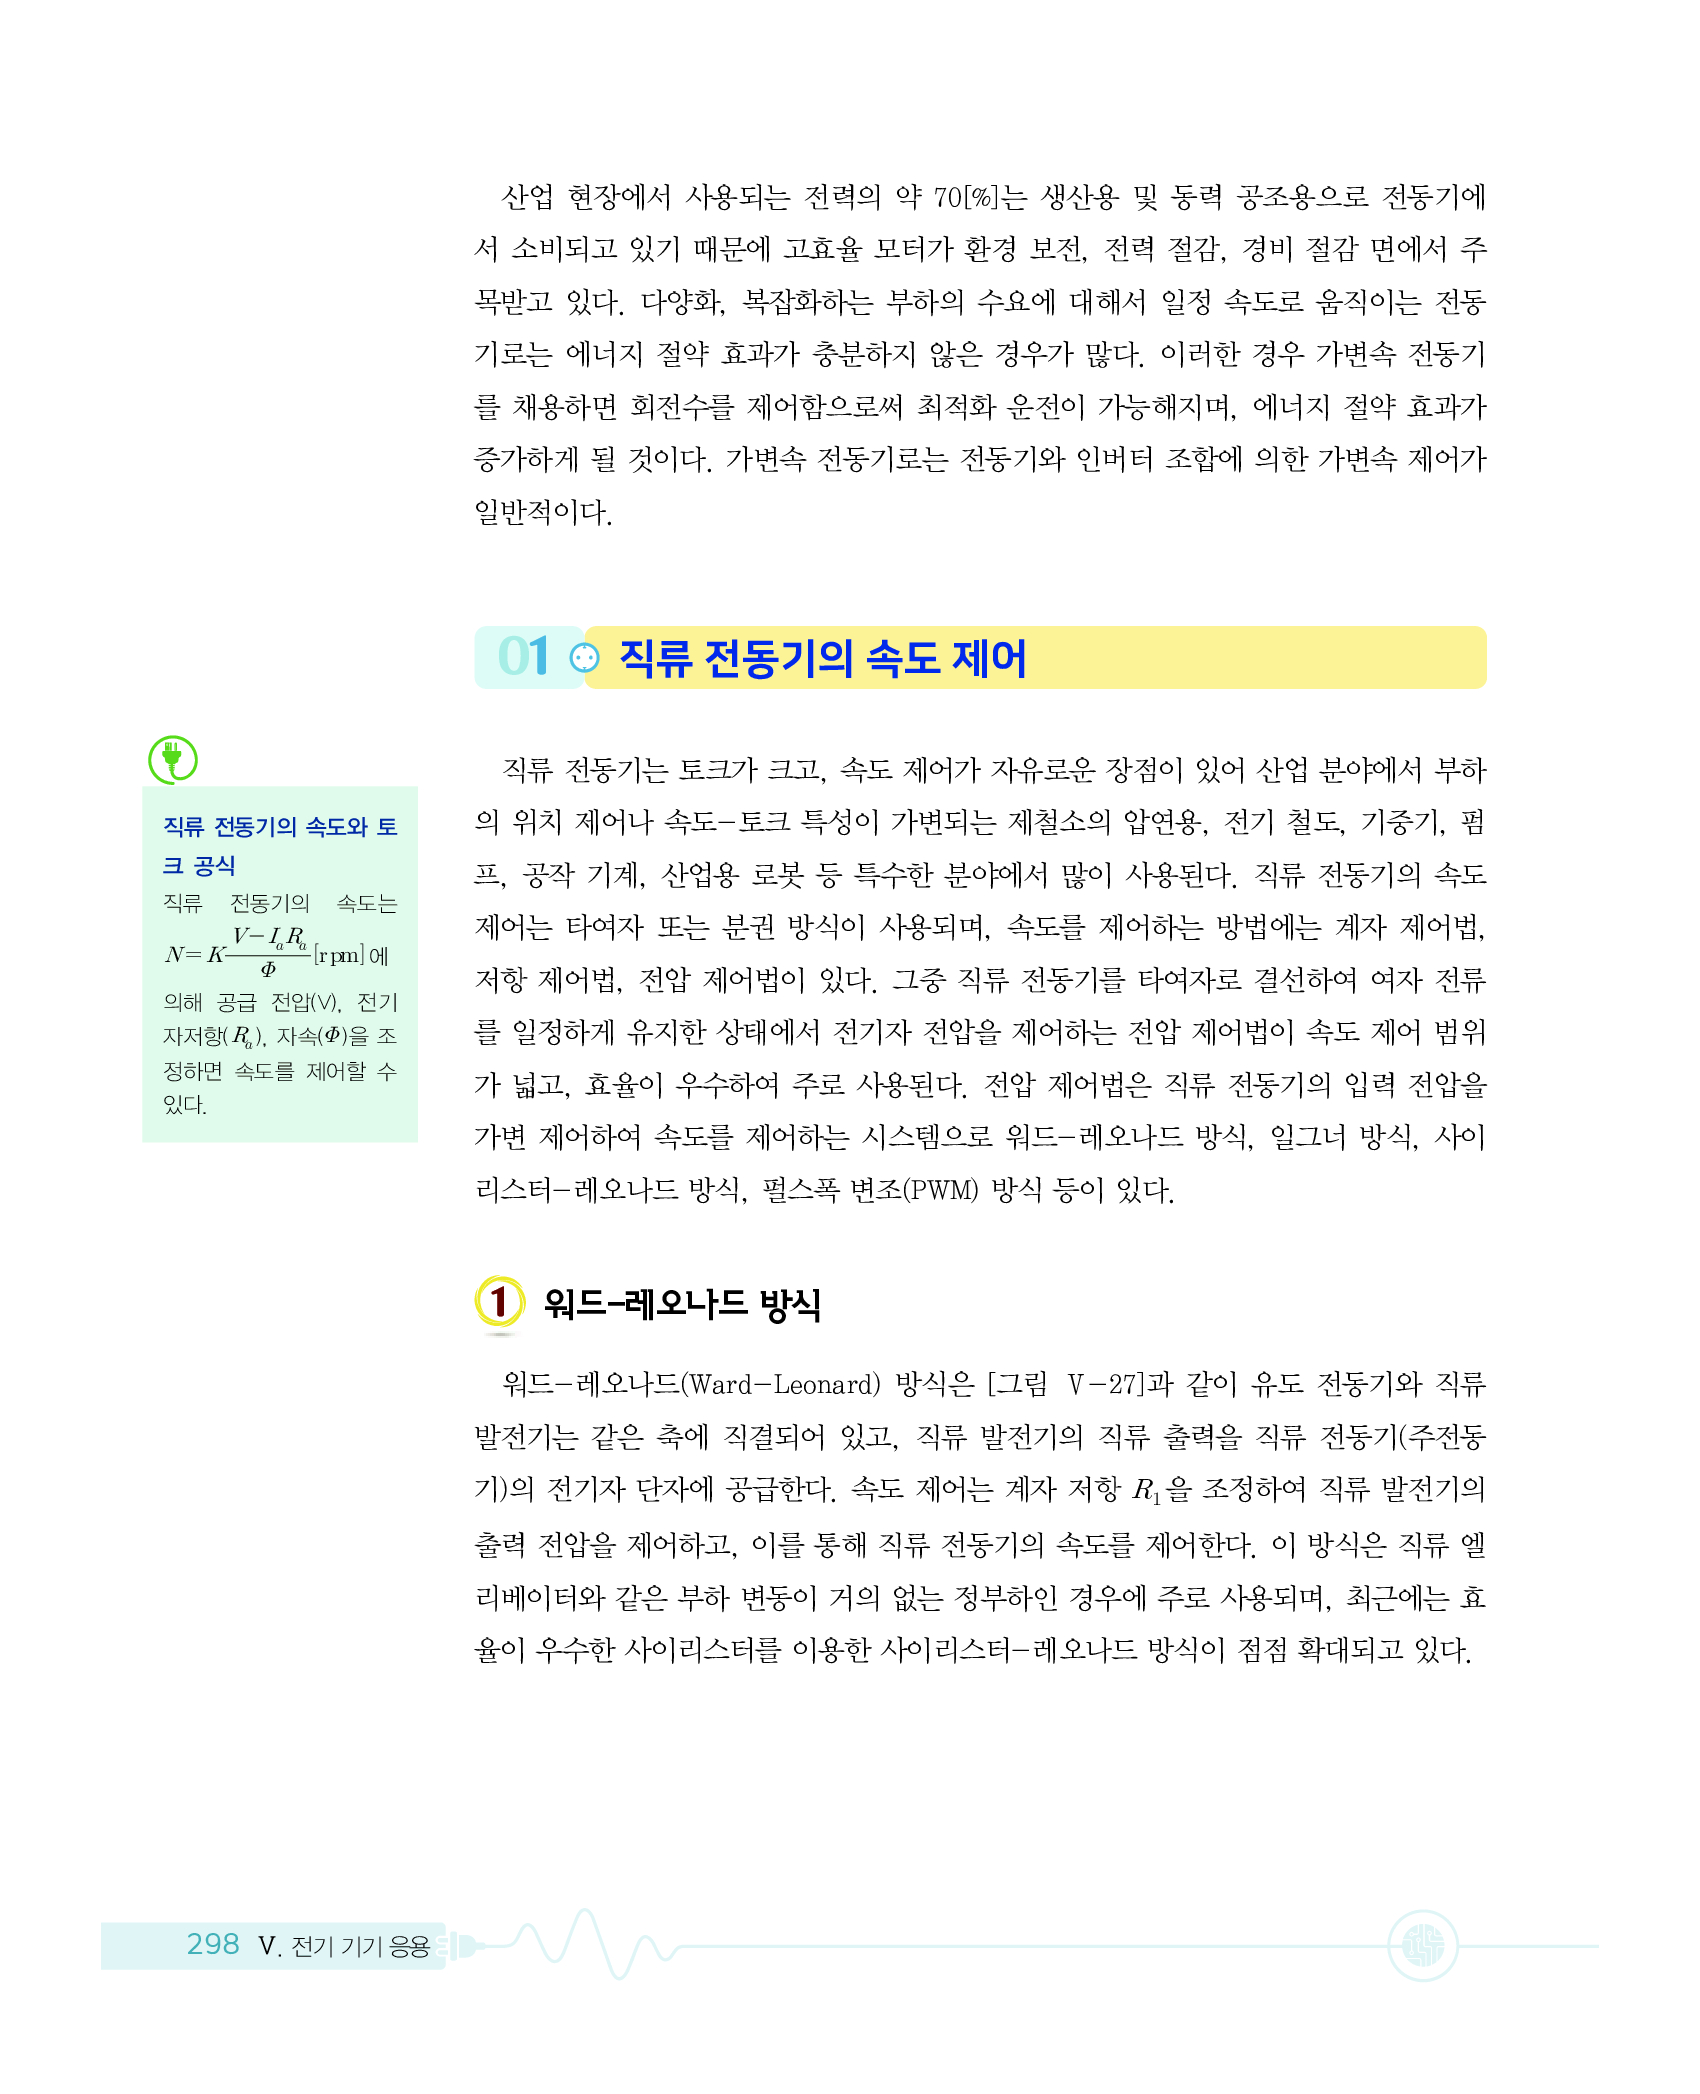 산업 현장에서 사용되는 전력의 약 70[%]는 생산용 및 동력 공조용으로 전동기에
서 소비되고 있기 때문에 고효율 모터가 환경 보전, 전력 절감, 경비 절감 면에서 주
목받고 있다. 다양화, 복잡화하는 부하의 수요에 대해서 일정 속도로 움직이는 전동
기로는 에너지 절약 효과가 충분하지 않은 경우가 많다. 이러한 경우 가변속 전동기
를 채용하면 회전수를 제어함으로써 최적화 운전이 가능해지며, 에너지 절약 효과가
증가하게 될 것이다. 가변속 전동기로는 전동기와 인버터 조합에 의한 가변속 제어가
일반적이다.
01 직류 전동기의 속도 제어
직류 전동기는 토크가 크고, 속도 제어가 자유로운 장점이 있어 산업 분야에서 부하
의 위치 제어나 속도-토크 특성이 가변되는 제철소의 압연용, 전기 철도, 기중기, 펌
프, 공작 기계, 산업용 로봇 등 특수한 분야에서 많이 사용된다. 직류 전동기의 속도
제어는 타여자 또는 분권 방식이 사용되며, 속도를 제어하는 방법에는 계자 제어법,
저항 제어법, 전압 제어법이 있다. 그중 직류 전동기를 타여자로 결선하여 여자 전류
를 일정하게 유지한 상태에서 전기자 전압을 제어하는 전압 제어법이 속도 제어 범위
가 넓고, 효율이 우수하여 주로 사용된다. 전압 제어법은 직류 전동기의 입력 전압을
가변 제어하여 속도를 제어하는 시스템으로 워드-레오나드 방식, 일그너 방식, 사이
리스터-레오나드 방식, 펄스폭 변조(PWM) 방식 등이 있다.
직류 전동기의 속도와 토
크 공식
직류 전동기의 속도는
N=K(V-IₐRₐ)/Φ[rpm]에
의해 공급 전압(V), 전기
자저항(Rₐ), 자속(Φ)을 조
정하면 속도를 제어할 수
있다.
1 워드-레오나드 방식
워드-레오나드(Ward-Leonard) 방식은 [그림 V-27]과 같이 유도 전동기와 직류
발전기는 같은 축에 직결되어 있고, 직류 발전기의 직류 출력을 직류 전동기(주전동
기)의 전기자 단자에 공급한다. 속도 제어는 계자 저항 R₁을 조정하여 직류 발전기의
출력 전압을 제어하고, 이를 통해 직류 전동기의 속도를 제어한다. 이 방식은 직류 엘
리베이터와 같은 부하 변동이 거의 없는 정부하인 경우에 주로 사용되며, 최근에는 효
율이 우수한 사이리스터를 이용한 사이리스터-레오나드 방식이 점점 확대되고 있다.
298 V. 전기 기기 응용